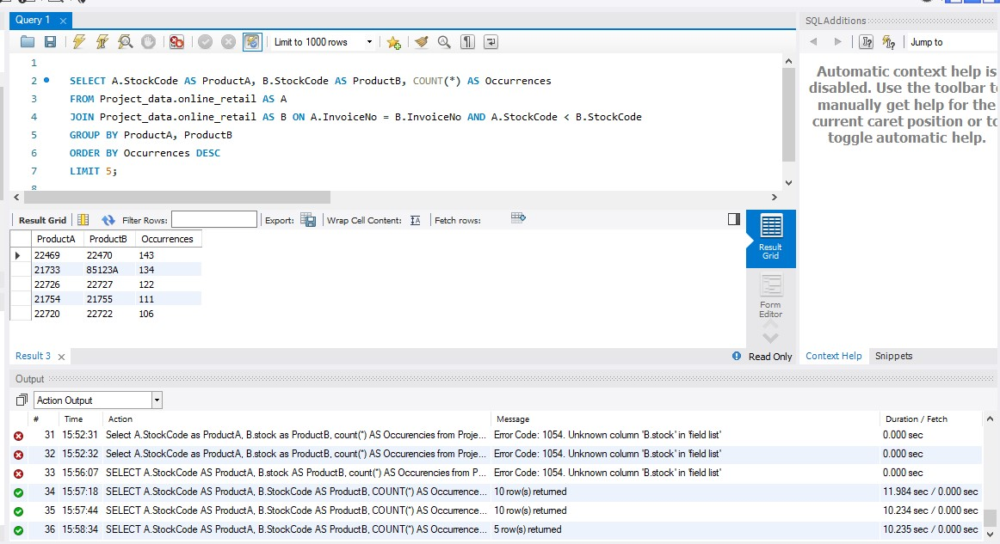 Query 1
SQLAdditions
Limit to 1000 rows
Jump to
1
2 SELECT A.StockCode AS ProductA, B.StockCode AS ProductB, COUNT(*) AS Occurrences
3 FROM Project_data.online_retail AS A
4 JOIN Project_data.online_retail AS B ON A.InvoiceNo = B.InvoiceNo AND A.StockCode < B.StockCode
5 GROUP BY ProductA, ProductB
6 ORDER BY Occurrences DESC
7 LIMIT 5;
8
Automatic context help is
disabled. Use the toolbar to
manually get help for the
current caret position or to
toggle automatic help.
Result Grid Filter Rows: Export: Wrap Cell Content: Fetch rows:
ProductA ProductB Occurrences
22469 22470 143
21733 85123A 134
22726 22727 122
21754 21755 111
22720 22722 106
Result
Grid
Form
Editor
Result 3
Read Only
Context Help Snippets
Output
Action Output
# Time Action Message Duration / Fetch
31 15:52:31 Select A.StockCode as ProductA, B.stock as ProductB, count(*) AS Occurencies from Proje... Error Code: 1054. Unknown column 'B.stock' in 'field list' 0.000 sec
32 15:52:32 Select A.StockCode as ProductA, B.stock as ProductB, count(*) AS Occurencies from Proje... Error Code: 1054. Unknown column 'B.stock' in 'field list' 0.000 sec
33 15:56:07 SELECT A.StockCode AS ProductA, B.stock AS ProductB, count(*) AS Occurencies from P... Error Code: 1054. Unknown column 'B.stock' in 'field list' 0.000 sec
34 15:57:18 SELECT A.StockCode AS ProductA, B.StockCode AS ProductB, COUNT(*) AS Occurrence... 10 row(s) returned 11.984 sec / 0.000 sec
35 15:57:44 SELECT A.StockCode AS ProductA, B.StockCode AS ProductB, COUNT(*) AS Occurrence... 10 row(s) returned 10.234 sec / 0.000 sec
36 15:58:34 SELECT A.StockCode AS ProductA, B.StockCode AS ProductB, COUNT(*) AS Occurrence... 5 row(s) returned 10.235 sec / 0.000 sec